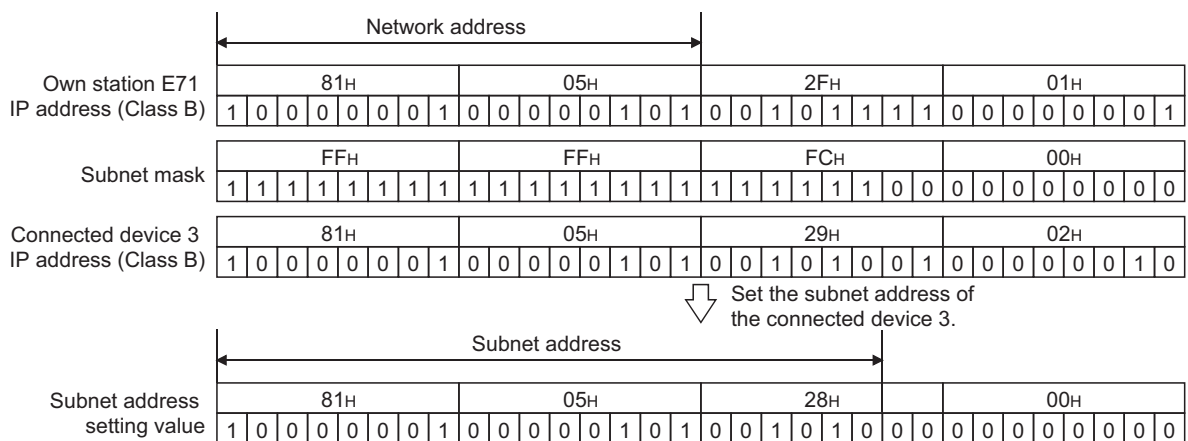 Network address
Own station E71
IP address (Class B)
81H 05H 2FH 01H
1 0 0 0 0 0 0 1 0 0 0 0 0 1 0 1 0 0 1 0 1 1 1 1 0 0 0 0 0 0 0 1
Subnet mask
FFH FFH FCH 00H
1 1 1 1 1 1 1 1 1 1 1 1 1 1 1 1 1 1 1 1 1 1 0 0 0 0 0 0 0 0 0 0
Connected device 3
IP address (Class B)
81H 05H 29H 02H
1 0 0 0 0 0 0 1 0 0 0 0 0 1 0 1 0 0 1 0 1 0 0 1 0 0 0 0 0 0 1 0
Set the subnet address of
the connected device 3.
Subnet address
Subnet address
setting value
81H 05H 28H 00H
1 0 0 0 0 0 0 1 0 0 0 0 0 1 0 1 0 0 1 0 1 0 0 0 0 0 0 0 0 0 0 0